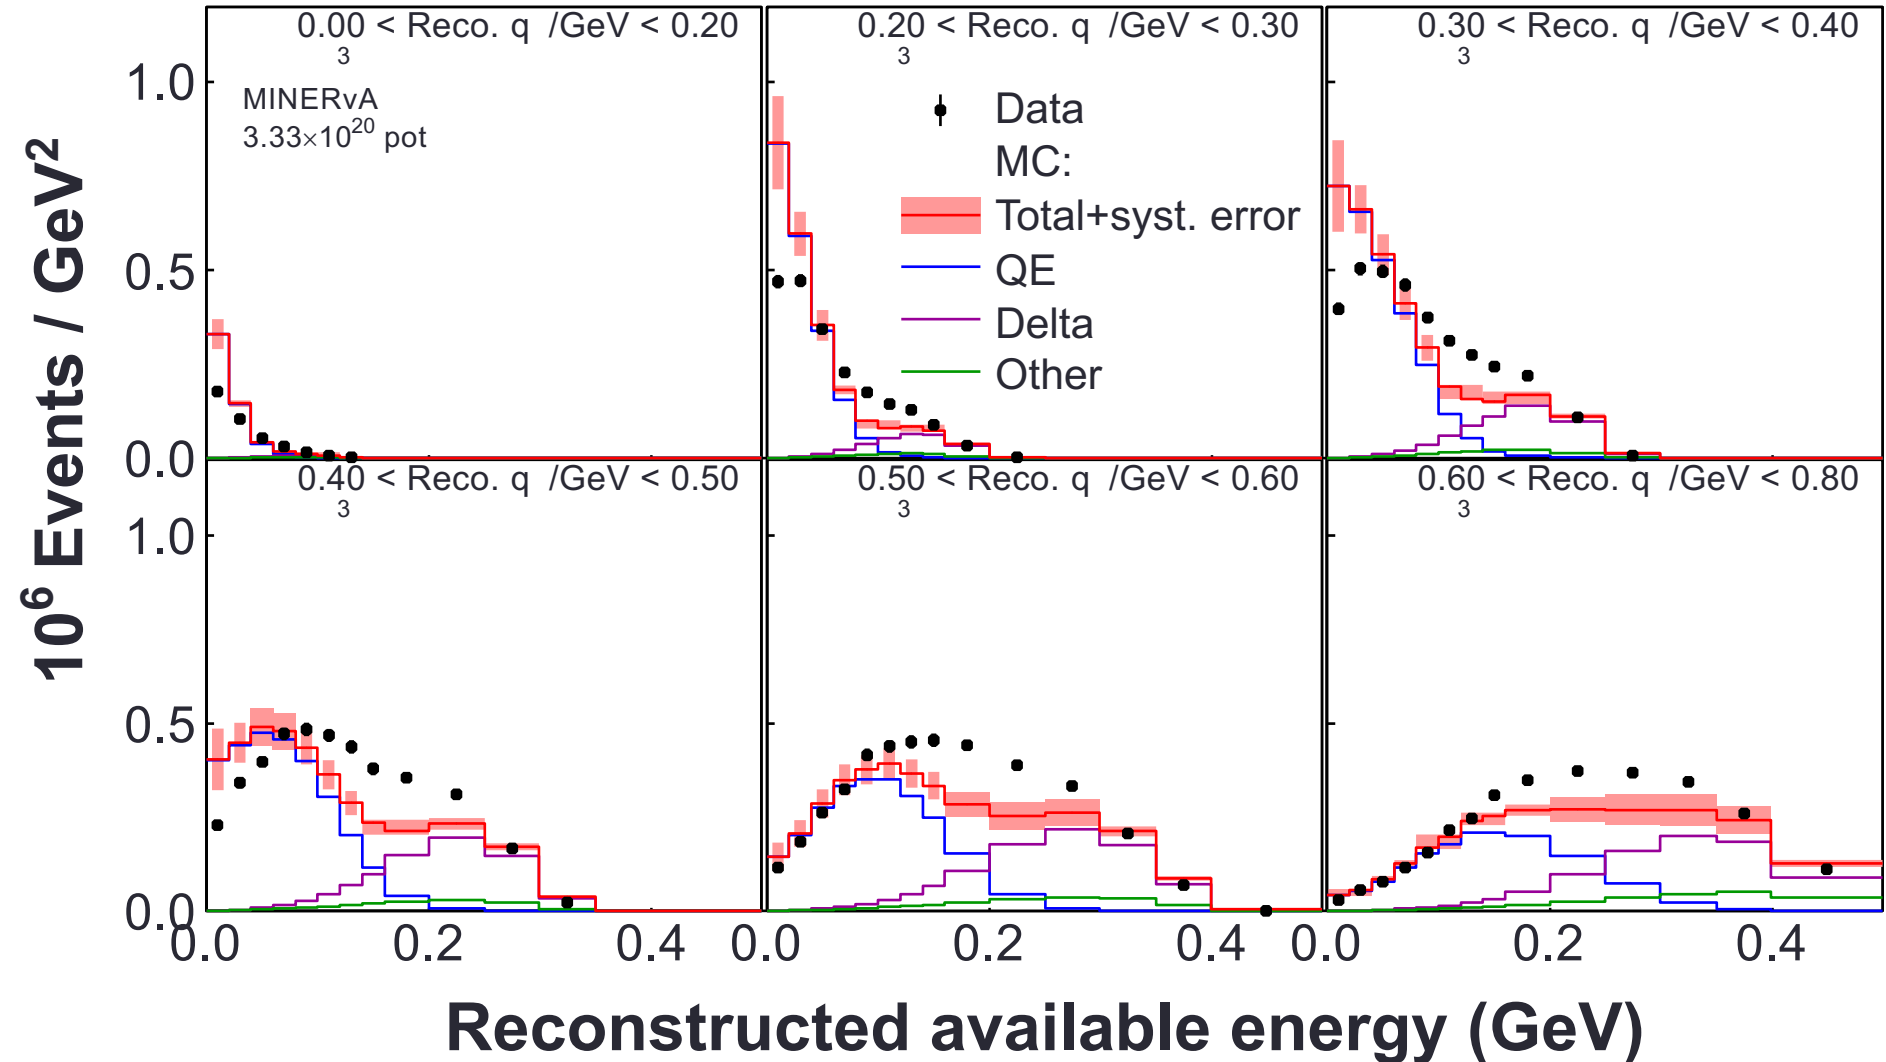 0.00 < Reco. q3/GeV < 0.20
0.20 < Reco. q3/GeV < 0.30
0.30 < Reco. q3/GeV < 0.40
MINERvA
3.33×10^20 pot
Data
MC:
Total+syst. error
QE
Delta
Other
1.0
0.5
0.0
0.40 < Reco. q3/GeV < 0.50
0.50 < Reco. q3/GeV < 0.60
0.60 < Reco. q3/GeV < 0.80
1.0
0.5
0.0
0.0 0.2 0.4 0.0 0.2 0.4 0.0 0.2 0.4
10^6 Events / GeV^2
Reconstructed available energy (GeV)